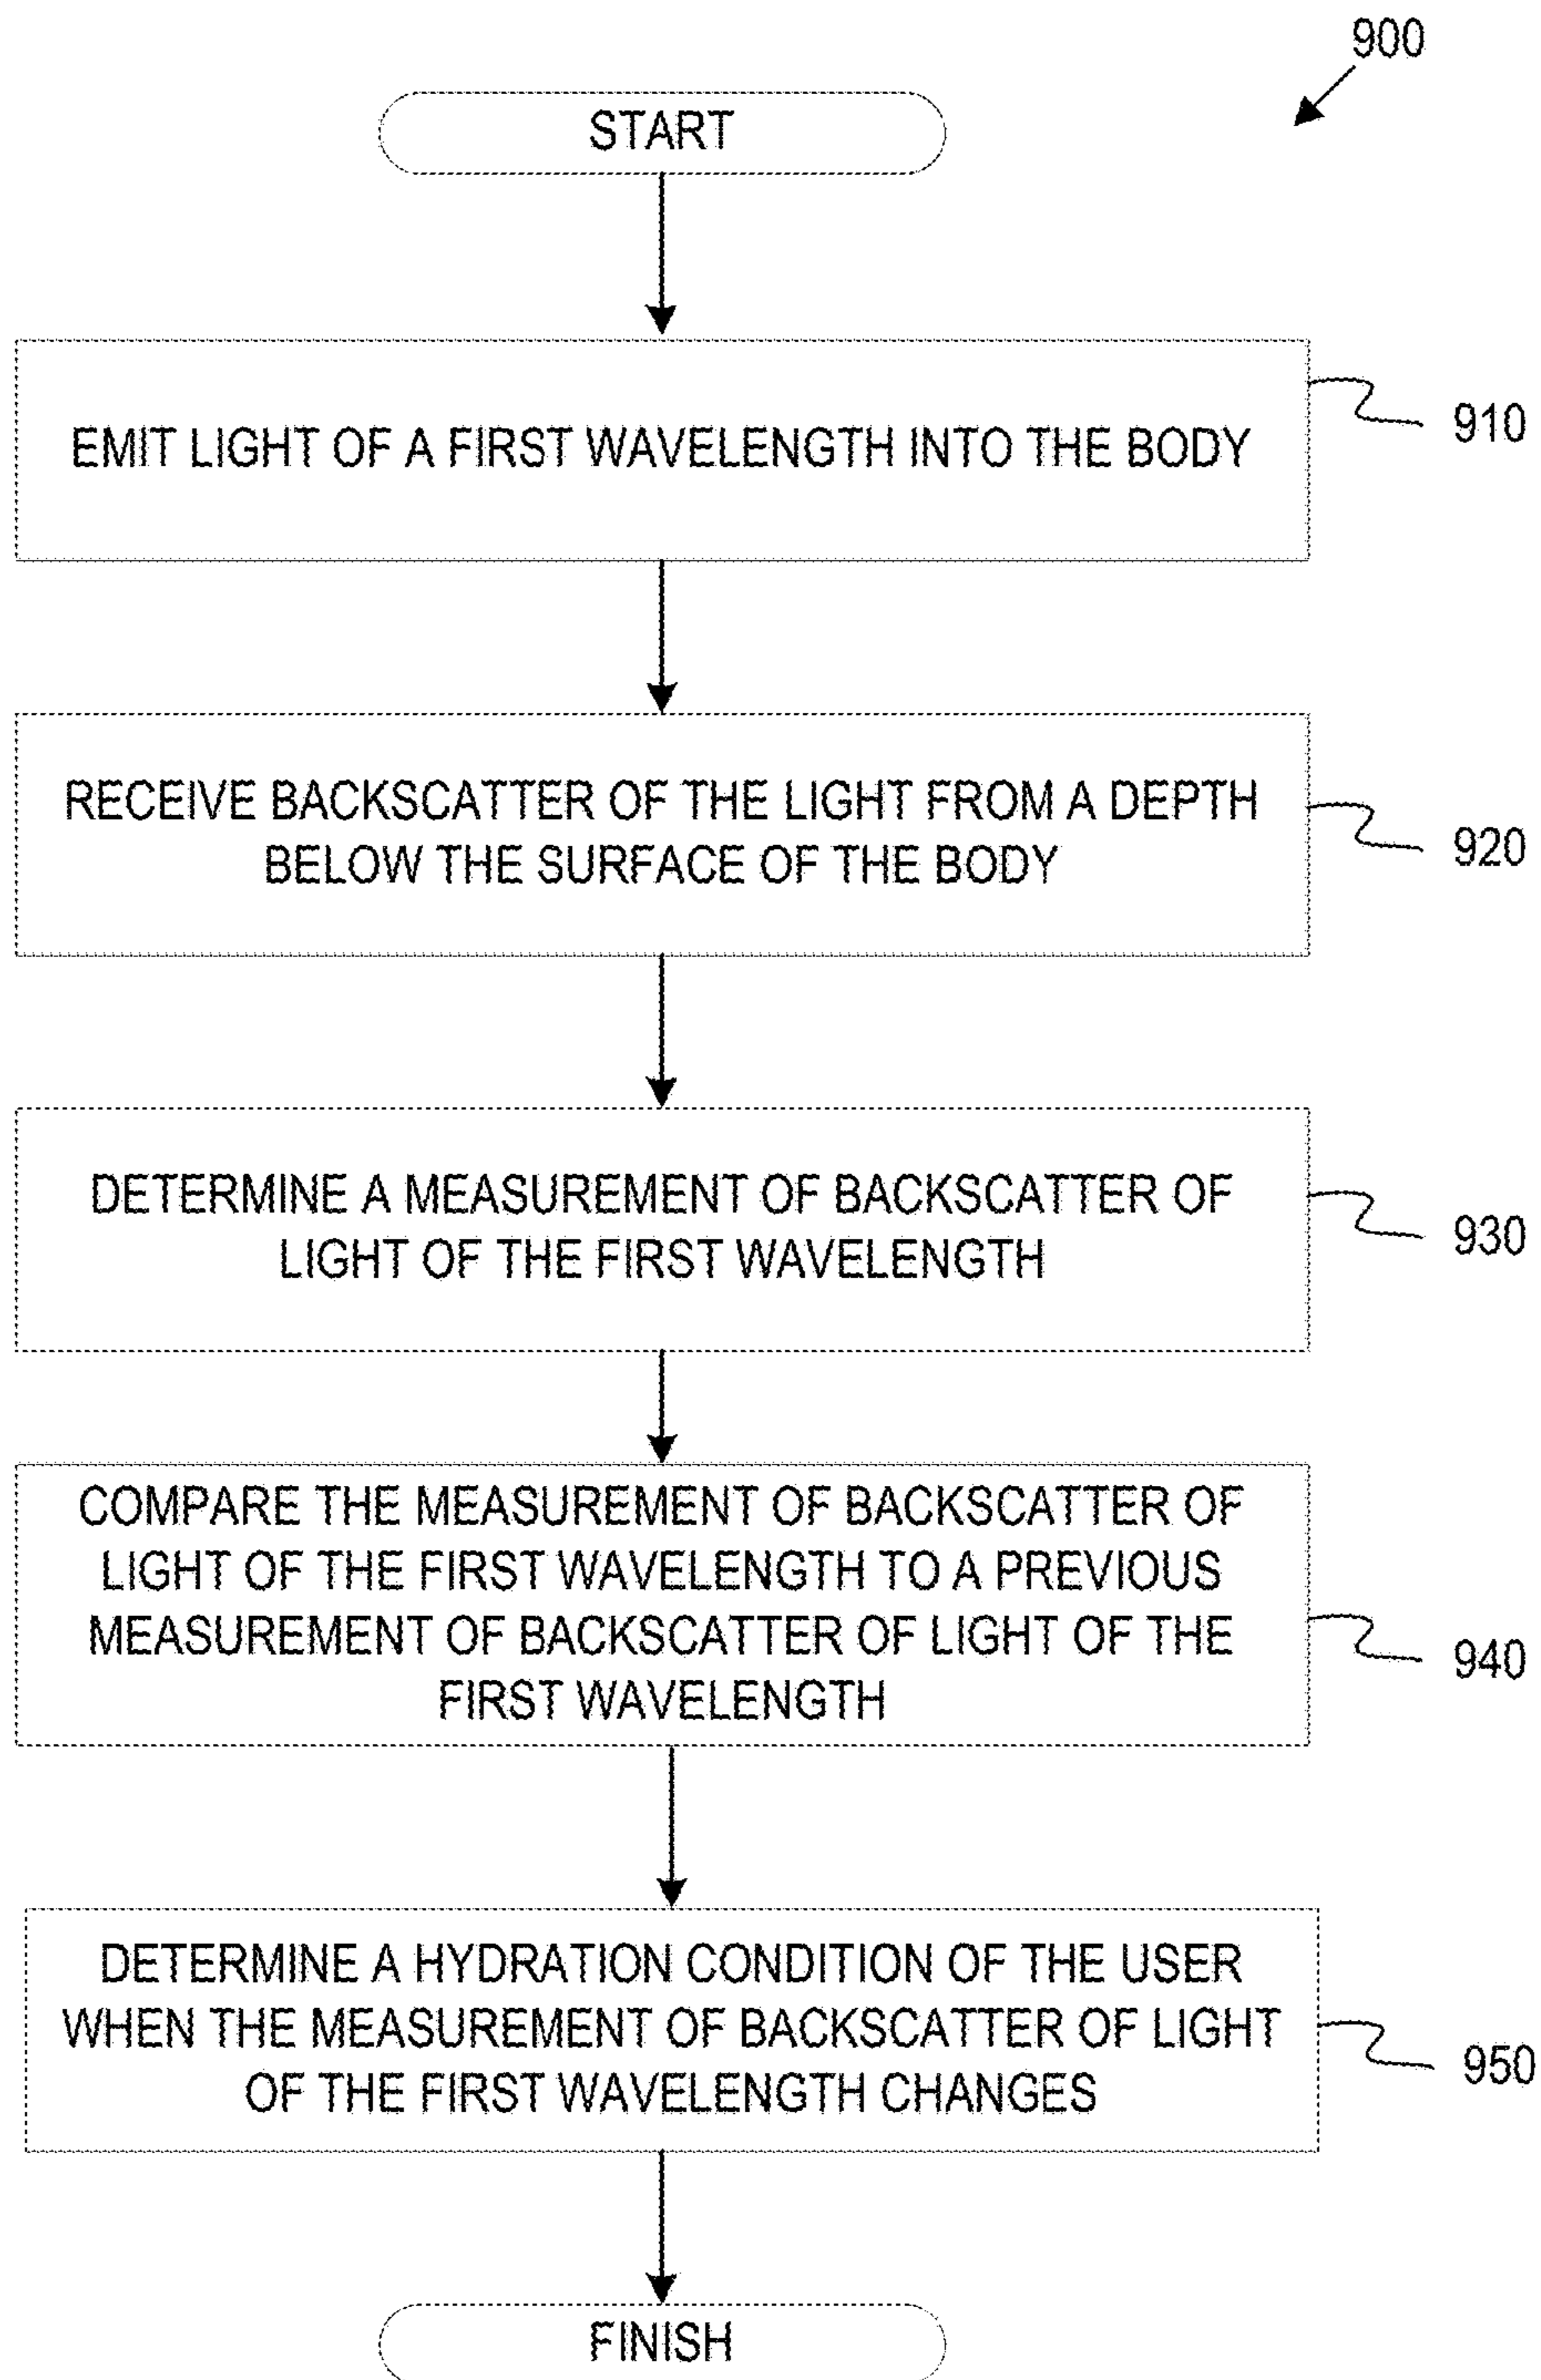 900
START
EMIT LIGHT OF A FIRST WAVELENGTH INTO THE BODY
910
RECEIVE BACKSCATTER OF THE LIGHT FROM A DEPTH
BELOW THE SURFACE OF THE BODY
920
DETERMINE A MEASUREMENT OF BACKSCATTER OF
LIGHT OF THE FIRST WAVELENGTH
930
COMPARE THE MEASUREMENT OF BACKSCATTER OF
LIGHT OF THE FIRST WAVELENGTH TO A PREVIOUS
MEASUREMENT OF BACKSCATTER OF LIGHT OF THE
FIRST WAVELENGTH
940
DETERMINE A HYDRATION CONDITION OF THE USER
WHEN THE MEASUREMENT OF BACKSCATTER OF LIGHT
OF THE FIRST WAVELENGTH CHANGES
950
FINISH